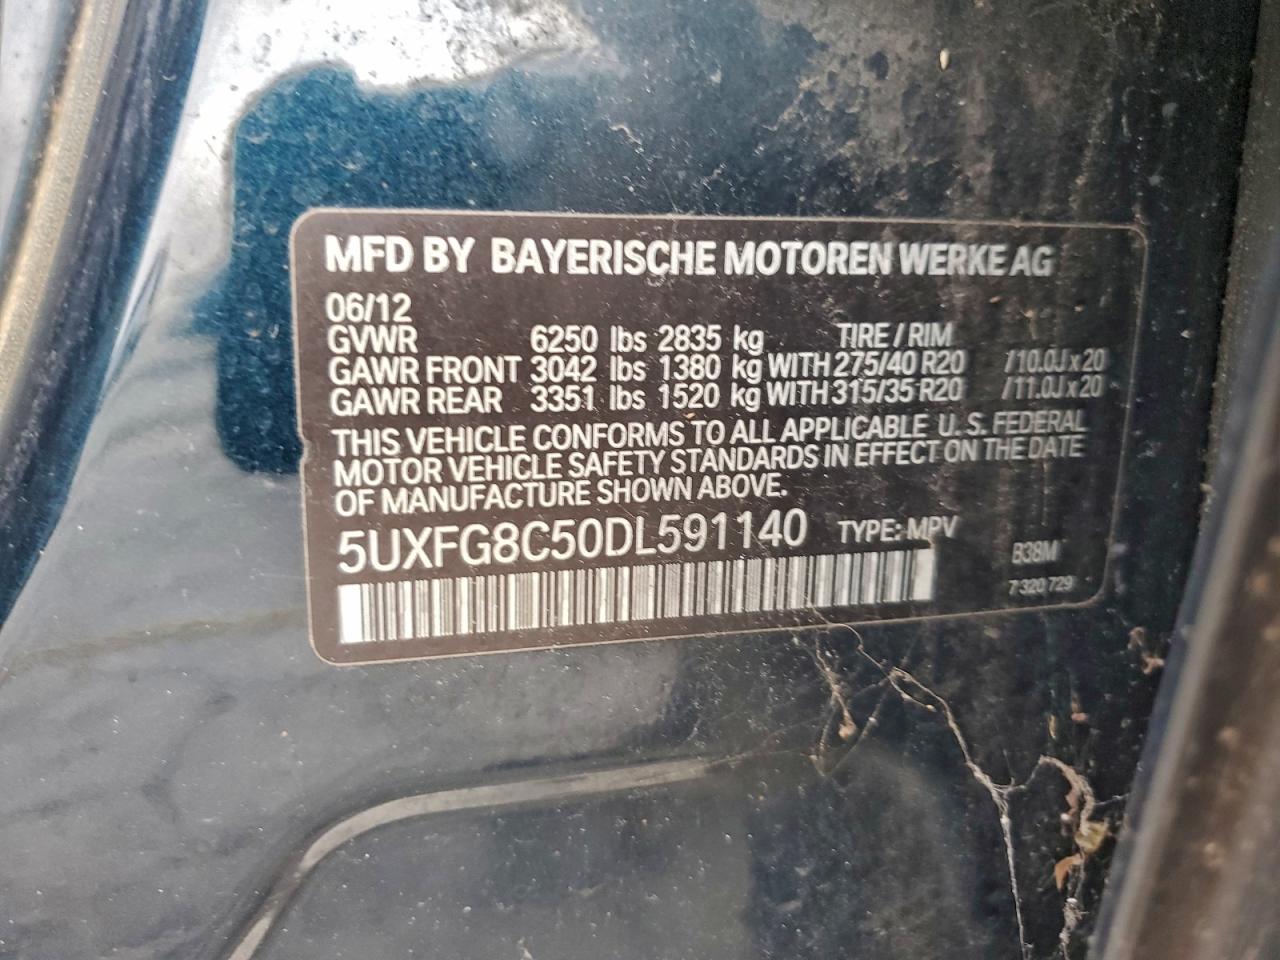 MFD BY BAYERISCHE MOTOREN WERKE AG
06/12
GVWR 6250 lbs 2835 kg TIRE / RIM
GAWR FRONT 3042 lbs 1380 kg WITH 275/40 R20 /10.0J x 20
GAWR REAR 3351 lbs 1520 kg WITH 315/35 R20 /11.0J x 20
THIS VEHICLE CONFORMS TO ALL APPLICABLE U. S. FEDERAL
MOTOR VEHICLE SAFETY STANDARDS IN EFFECT ON THE DATE
OF MANUFACTURE SHOWN ABOVE.
5UXFG8C50DL591140 TYPE: MPV
B38M
7 320 729